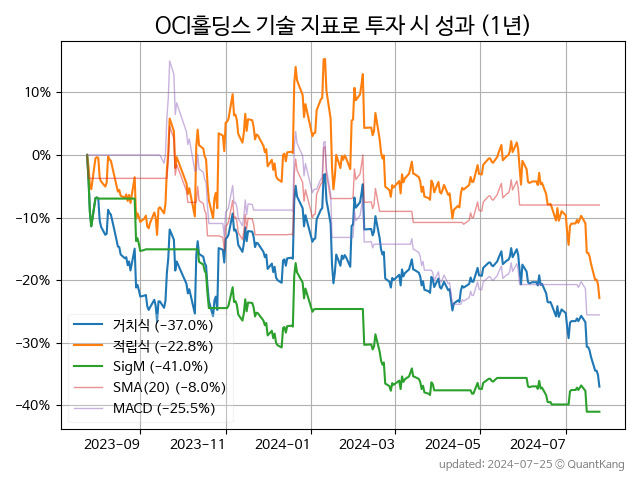 OCI홀딩스 기술 지표로 투자 시 성과 (1년)
10%
0%
−10%
−20%
−30%
−40%
거치식 (−37.0%)
적립식 (−22.8%)
SigM (−41.0%)
SMA(20) (−8.0%)
MACD (−25.5%)
2023-09
2023-11
2024-01
2024-03
2024-05
2024-07
updated: 2024-07-25 © QuantKang